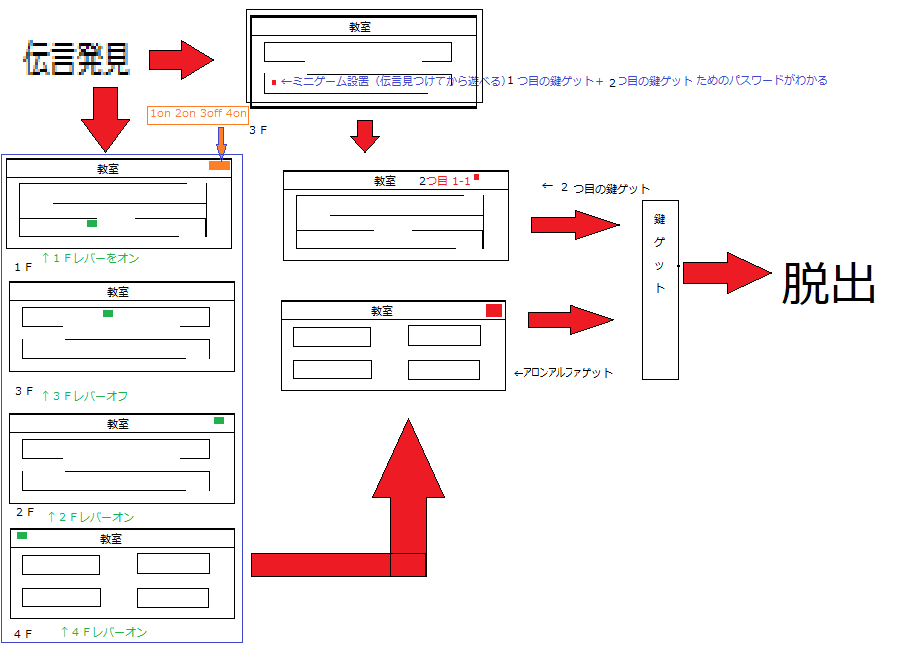 伝言発見
教室
←ミニゲーム設置（伝言見つけてから遊べる）１つ目の鍵ゲット＋ 2つ目の鍵ゲット ためのパスワードがわかる
1on 2on 3off 4on
３Ｆ
教室
↑１Ｆレバーをオン
１Ｆ
教室
３Ｆ
↑３Ｆレバーオフ
教室
２Ｆ
↑２Ｆレバーオン
教室
４Ｆ
↑４Ｆレバーオン
教室 2つ目 1-1
← ２ つ目の鍵ゲット
教室
←アロンアルファゲット
鍵ゲット
脱出